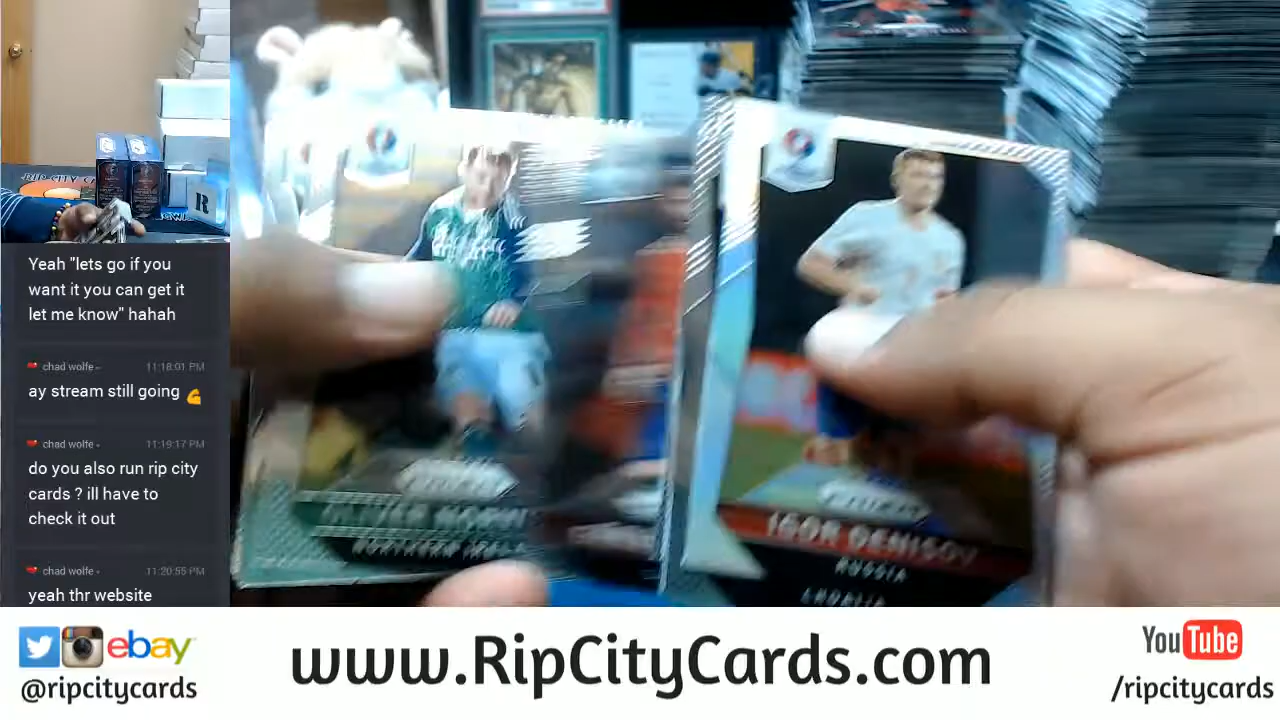 Yeah "lets go if you
want it you can get it
let me know" hahah
chad wolfe
11:18:01 PM
ay stream still going 💪
chad wolfe
11:19:17 PM
do you also run rip city
cards ? ill have to
check it out
chad wolfe
11:20:55 PM
yeah thr website
IGOR DENISOV
RUSSIA
CROATIA
ebay
@ripcitycards
www.RipCityCards.com
YouTube
/ripcitycards